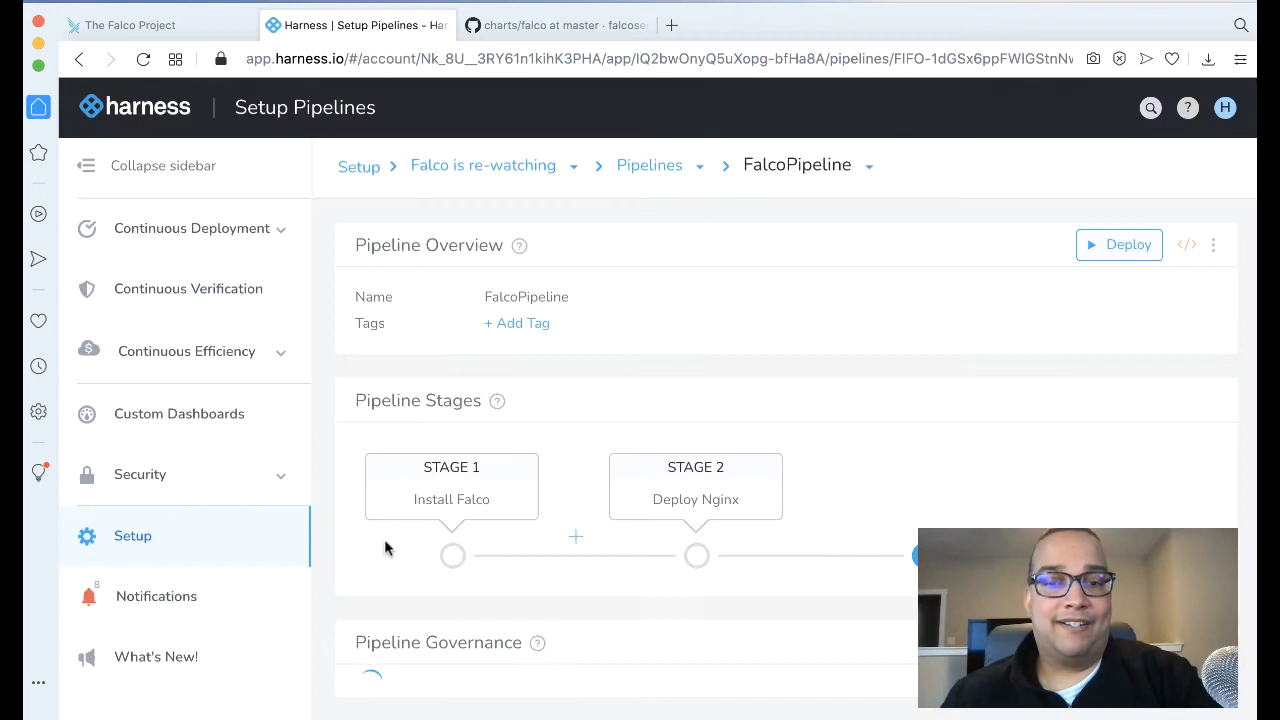 The Falco Project
Harness | Setup Pipelines - Har
charts/falco at master · falcose
app.harness.io/#/account/Nk_8U__3RY61n1kihK3PHA/app/IQ2bwOnyQ5uXopg-bfHa8A/pipelines/FIFO-1dGSx6ppFWlGStnNv
harness | Setup Pipelines
? H
Collapse sidebar
Setup > Falco is re-watching > Pipelines > FalcoPipeline
Continuous Deployment
Continuous Verification
Continuous Efficiency
Custom Dashboards
Security
Setup
8
Notifications
What's New!
Pipeline Overview ?
Deploy </>
Name FalcoPipeline
Tags + Add Tag
Pipeline Stages ?
STAGE 1
Install Falco
STAGE 2
Deploy Nginx
Pipeline Governance ?